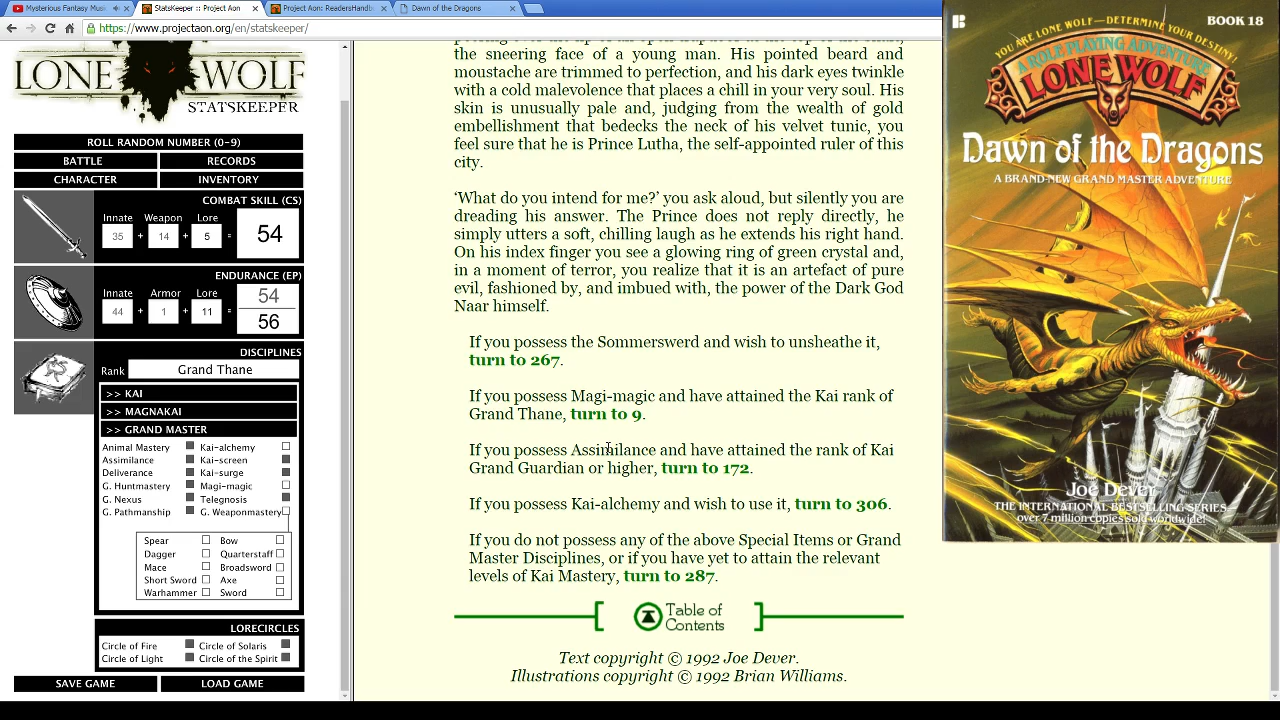 Mysterious Fantasy Musi
StatsKeeper :: Project Aon
Project Aon: ReadersHandb
Dawn of the Dragons
https://www.projectaon.org/en/statskeeper/
LONE WOLF
STATSKEEPER
ROLL RANDOM NUMBER (0-9)
BATTLE RECORDS
CHARACTER INVENTORY
COMBAT SKILL (CS)
Innate Weapon Lore
35 + 14 + 5 = 54
ENDURANCE (EP)
Innate Armor Lore
54
44 + 1 + 11 =
56
DISCIPLINES
Rank Grand Thane
>> KAI
>> MAGNAKAI
>> GRAND MASTER
Animal Mastery Kai-alchemy
Assimilance Kai-screen
Deliverance Kai-surge
G. Huntmastery Magi-magic
G. Nexus Telegnosis
G. Pathmanship G. Weaponmastery
Spear Bow
Dagger Quarterstaff
Mace Broadsword
Short Sword Axe
Warhammer Sword
LORECIRCLES
Circle of Fire Circle of Solaris
Circle of Light Circle of the Spirit
SAVE GAME LOAD GAME
the sneering face of a young man. His pointed beard and
moustache are trimmed to perfection, and his dark eyes twinkle
with a cold malevolence that places a chill in your very soul. His
skin is unusually pale and, judging from the wealth of gold
embellishment that bedecks the neck of his velvet tunic, you
feel sure that he is Prince Lutha, the self-appointed ruler of this
city.
‘What do you intend for me?’ you ask aloud, but silently you are
dreading his answer. The Prince does not reply directly, he
simply utters a soft, chilling laugh as he extends his right hand.
On his index finger you see a glowing ring of green crystal and,
in a moment of terror, you realize that it is an artefact of pure
evil, fashioned by, and imbued with, the power of the Dark God
Naar himself.
If you possess the Sommerswerd and wish to unsheathe it,
turn to 267.
If you possess Magi-magic and have attained the Kai rank of
Grand Thane, turn to 9.
If you possess Assimilance and have attained the rank of Kai
Grand Guardian or higher, turn to 172.
If you possess Kai-alchemy and wish to use it, turn to 306.
If you do not possess any of the above Special Items or Grand
Master Disciplines, or if you have yet to attain the relevant
levels of Kai Mastery, turn to 287.
Table of
Contents
Text copyright © 1992 Joe Dever.
Illustrations copyright © 1992 Brian Williams.
B
BOOK 18
YOU ARE LONE WOLF—DETERMINE YOUR DESTINY!
A ROLE PLAYING ADVENTURE
LONE WOLF
Dawn of the Dragons
A BRAND-NEW GRAND MASTER ADVENTURE
Joe Dever
THE INTERNATIONAL BESTSELLING SERIES—
over 7 million copies sold worldwide!